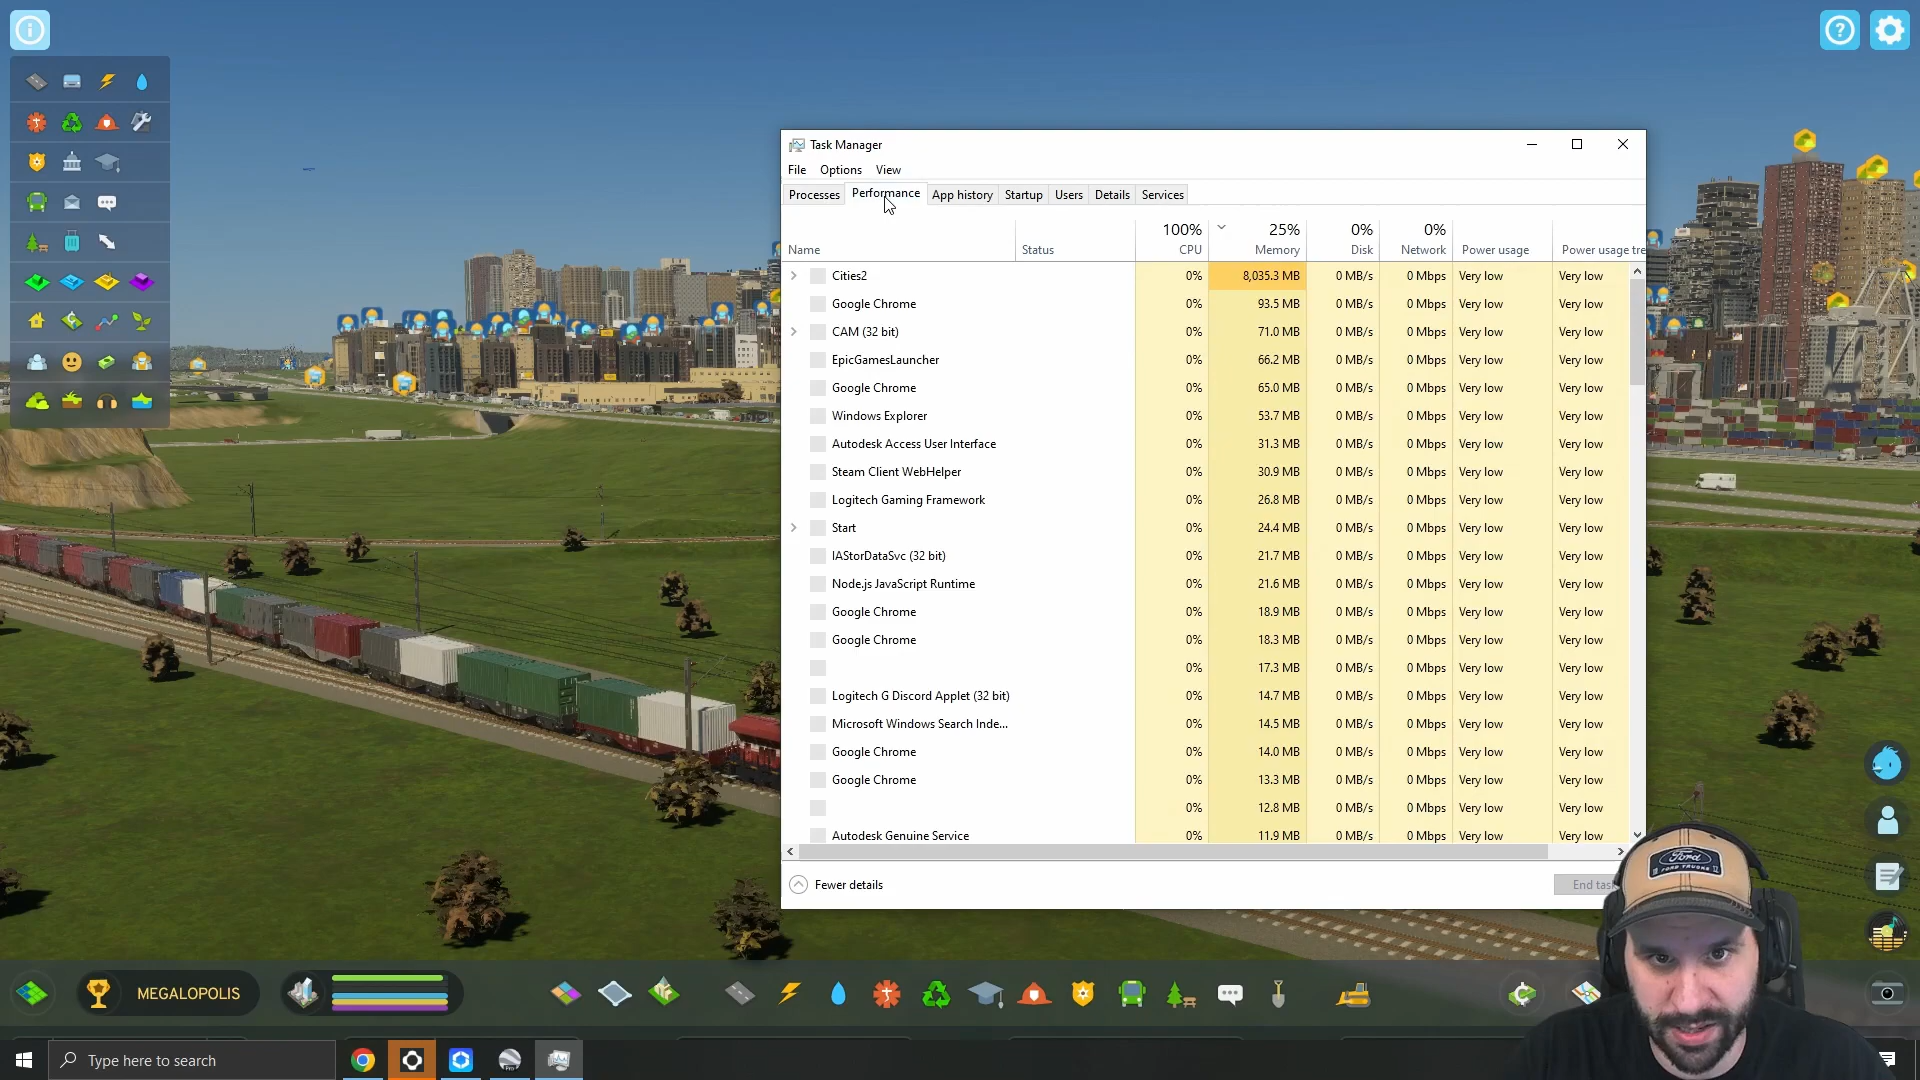 Task Manager
File Options View
Processes Performance App history Startup Users Details Services
100% 25% 0% 0%
Name Status CPU Memory Disk Network Power usage Power usage tre
Cities2 0% 8,035.3 MB 0 MB/s 0 Mbps Very low Very low
Google Chrome 0% 93.5 MB 0 MB/s 0 Mbps Very low Very low
CAM (32 bit) 0% 71.0 MB 0 MB/s 0 Mbps Very low Very low
EpicGamesLauncher 0% 66.2 MB 0 MB/s 0 Mbps Very low Very low
Google Chrome 0% 65.0 MB 0 MB/s 0 Mbps Very low Very low
Windows Explorer 0% 53.7 MB 0 MB/s 0 Mbps Very low Very low
Autodesk Access User Interface 0% 31.3 MB 0 MB/s 0 Mbps Very low Very low
Steam Client WebHelper 0% 30.9 MB 0 MB/s 0 Mbps Very low Very low
Logitech Gaming Framework 0% 26.8 MB 0 MB/s 0 Mbps Very low Very low
Start 0% 24.4 MB 0 MB/s 0 Mbps Very low Very low
IAStorDataSvc (32 bit) 0% 21.7 MB 0 MB/s 0 Mbps Very low Very low
Node.js JavaScript Runtime 0% 21.6 MB 0 MB/s 0 Mbps Very low Very low
Google Chrome 0% 18.9 MB 0 MB/s 0 Mbps Very low Very low
Google Chrome 0% 18.3 MB 0 MB/s 0 Mbps Very low Very low
0% 17.3 MB 0 MB/s 0 Mbps Very low Very low
Logitech G Discord Applet (32 bit) 0% 14.7 MB 0 MB/s 0 Mbps Very low Very low
Microsoft Windows Search Inde... 0% 14.5 MB 0 MB/s 0 Mbps Very low Very low
Google Chrome 0% 14.0 MB 0 MB/s 0 Mbps Very low Very low
Google Chrome 0% 13.3 MB 0 MB/s 0 Mbps Very low Very low
0% 12.8 MB 0 MB/s 0 Mbps Very low Very low
Autodesk Genuine Service 0% 11.9 MB 0 MB/s 0 Mbps Very low Very low
Fewer details End tas
Ford
FORD TRUCKS
MEGALOPOLIS
Type here to search